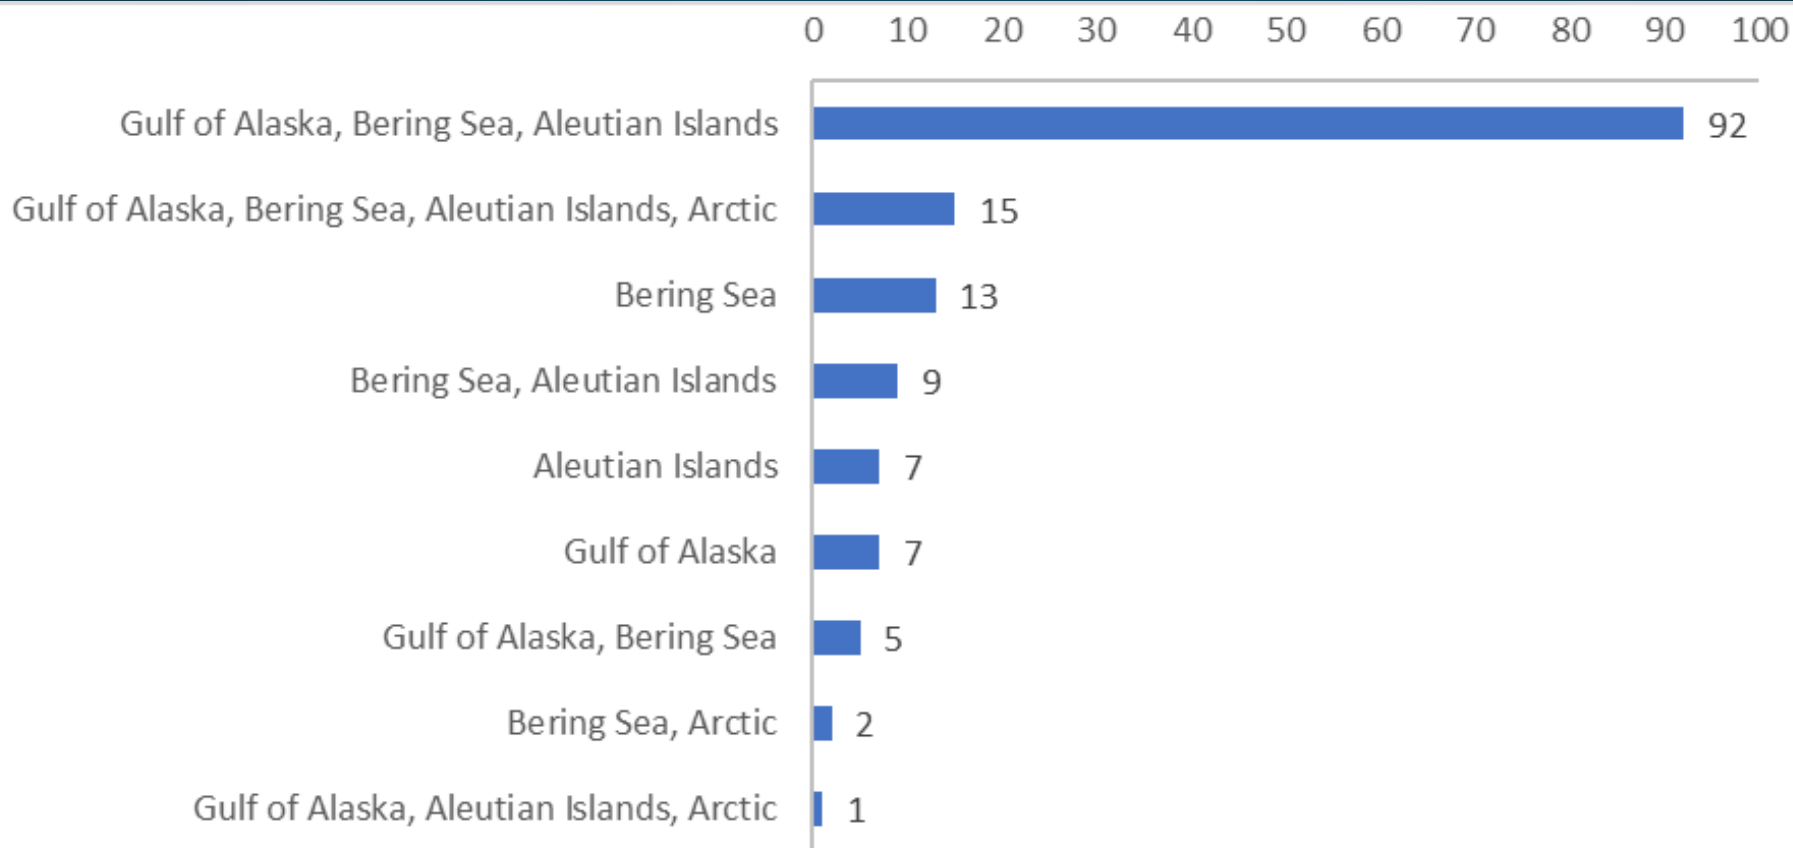 0 10 20 30 40 50 60 70 80 90 100
Gulf of Alaska, Bering Sea, Aleutian Islands 92
Gulf of Alaska, Bering Sea, Aleutian Islands, Arctic 15
Bering Sea 13
Bering Sea, Aleutian Islands 9
Aleutian Islands 7
Gulf of Alaska 7
Gulf of Alaska, Bering Sea 5
Bering Sea, Arctic 2
Gulf of Alaska, Aleutian Islands, Arctic 1